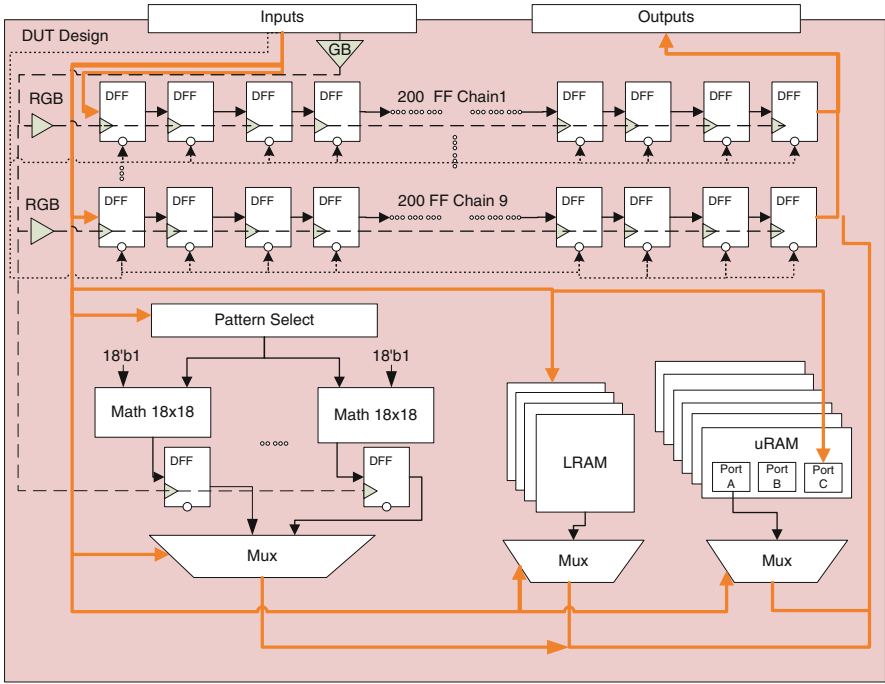 Inputs
Outputs
DUT Design
GB
RGB
DFF
DFF
DFF
DFF
200 FF Chain1
DFF
DFF
DFF
DFF
RGB
DFF
DFF
DFF
DFF
200 FF Chain 9
DFF
DFF
DFF
DFF
Pattern Select
18'b1
18'b1
Math 18x18
Math 18x18
DFF
DFF
Mux
LRAM
Mux
uRAM
Port A
Port B
Port C
Mux